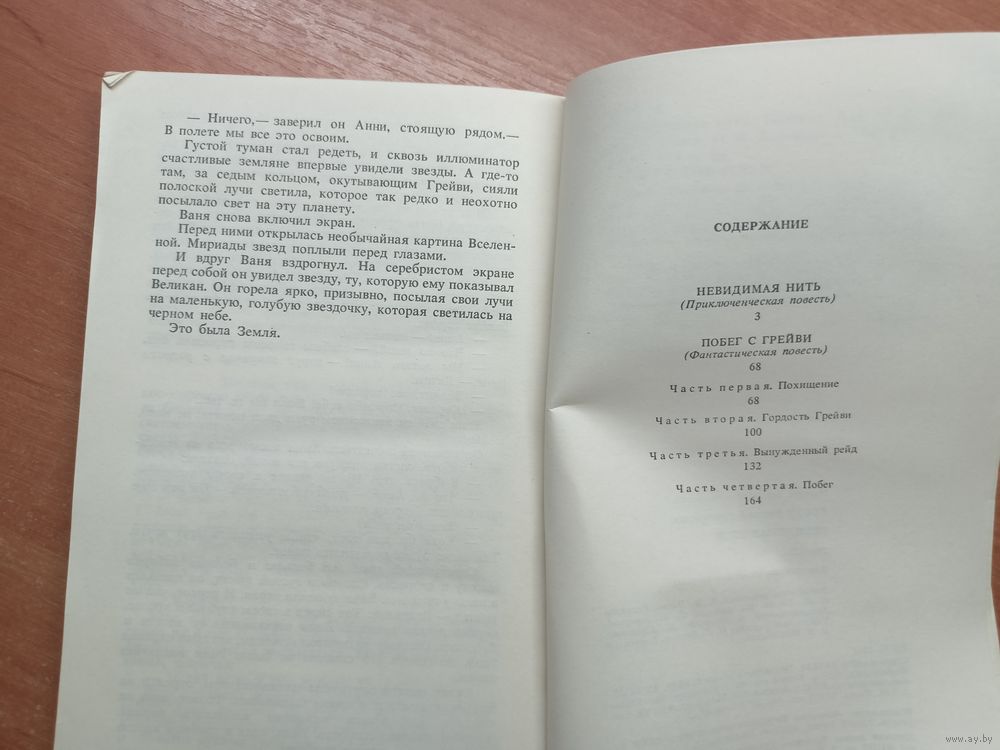 — Ничего,— заверил он Анни, стоящую рядом.—
В полете мы все это освоим.
Густой туман стал редеть, и сквозь иллюминатор
счастливые земляне впервые увидели звезды. А где-то
там, за седым кольцом, окутывающим Грейви, сияли
полоской лучи светила, которое так редко и неохотно
посылало свет на эту планету.
Ваня снова включил экран.
Перед ними открылась необычайная картина Вселен-
ной. Мириады звезд поплыли перед глазами.
И вдруг Ваня вздрогнул. На серебристом экране
перед собой он увидел звезду, ту, которую ему показывал
Великан. Он горела ярко, призывно, посылая свои лучи
на маленькую, голубую звездочку, которая светилась на
черном небе.
Это была Земля.
СОДЕРЖАНИЕ
НЕВИДИМАЯ НИТЬ
(Приключенческая повесть)
3
ПОБЕГ С ГРЕЙВИ
(Фантастическая повесть)
68
Часть первая. Похищение
68
Часть вторая. Гордость Грейви
100
Часть третья. Вынужденный рейд
132
Часть четвертая. Побег
164
www.ay.by